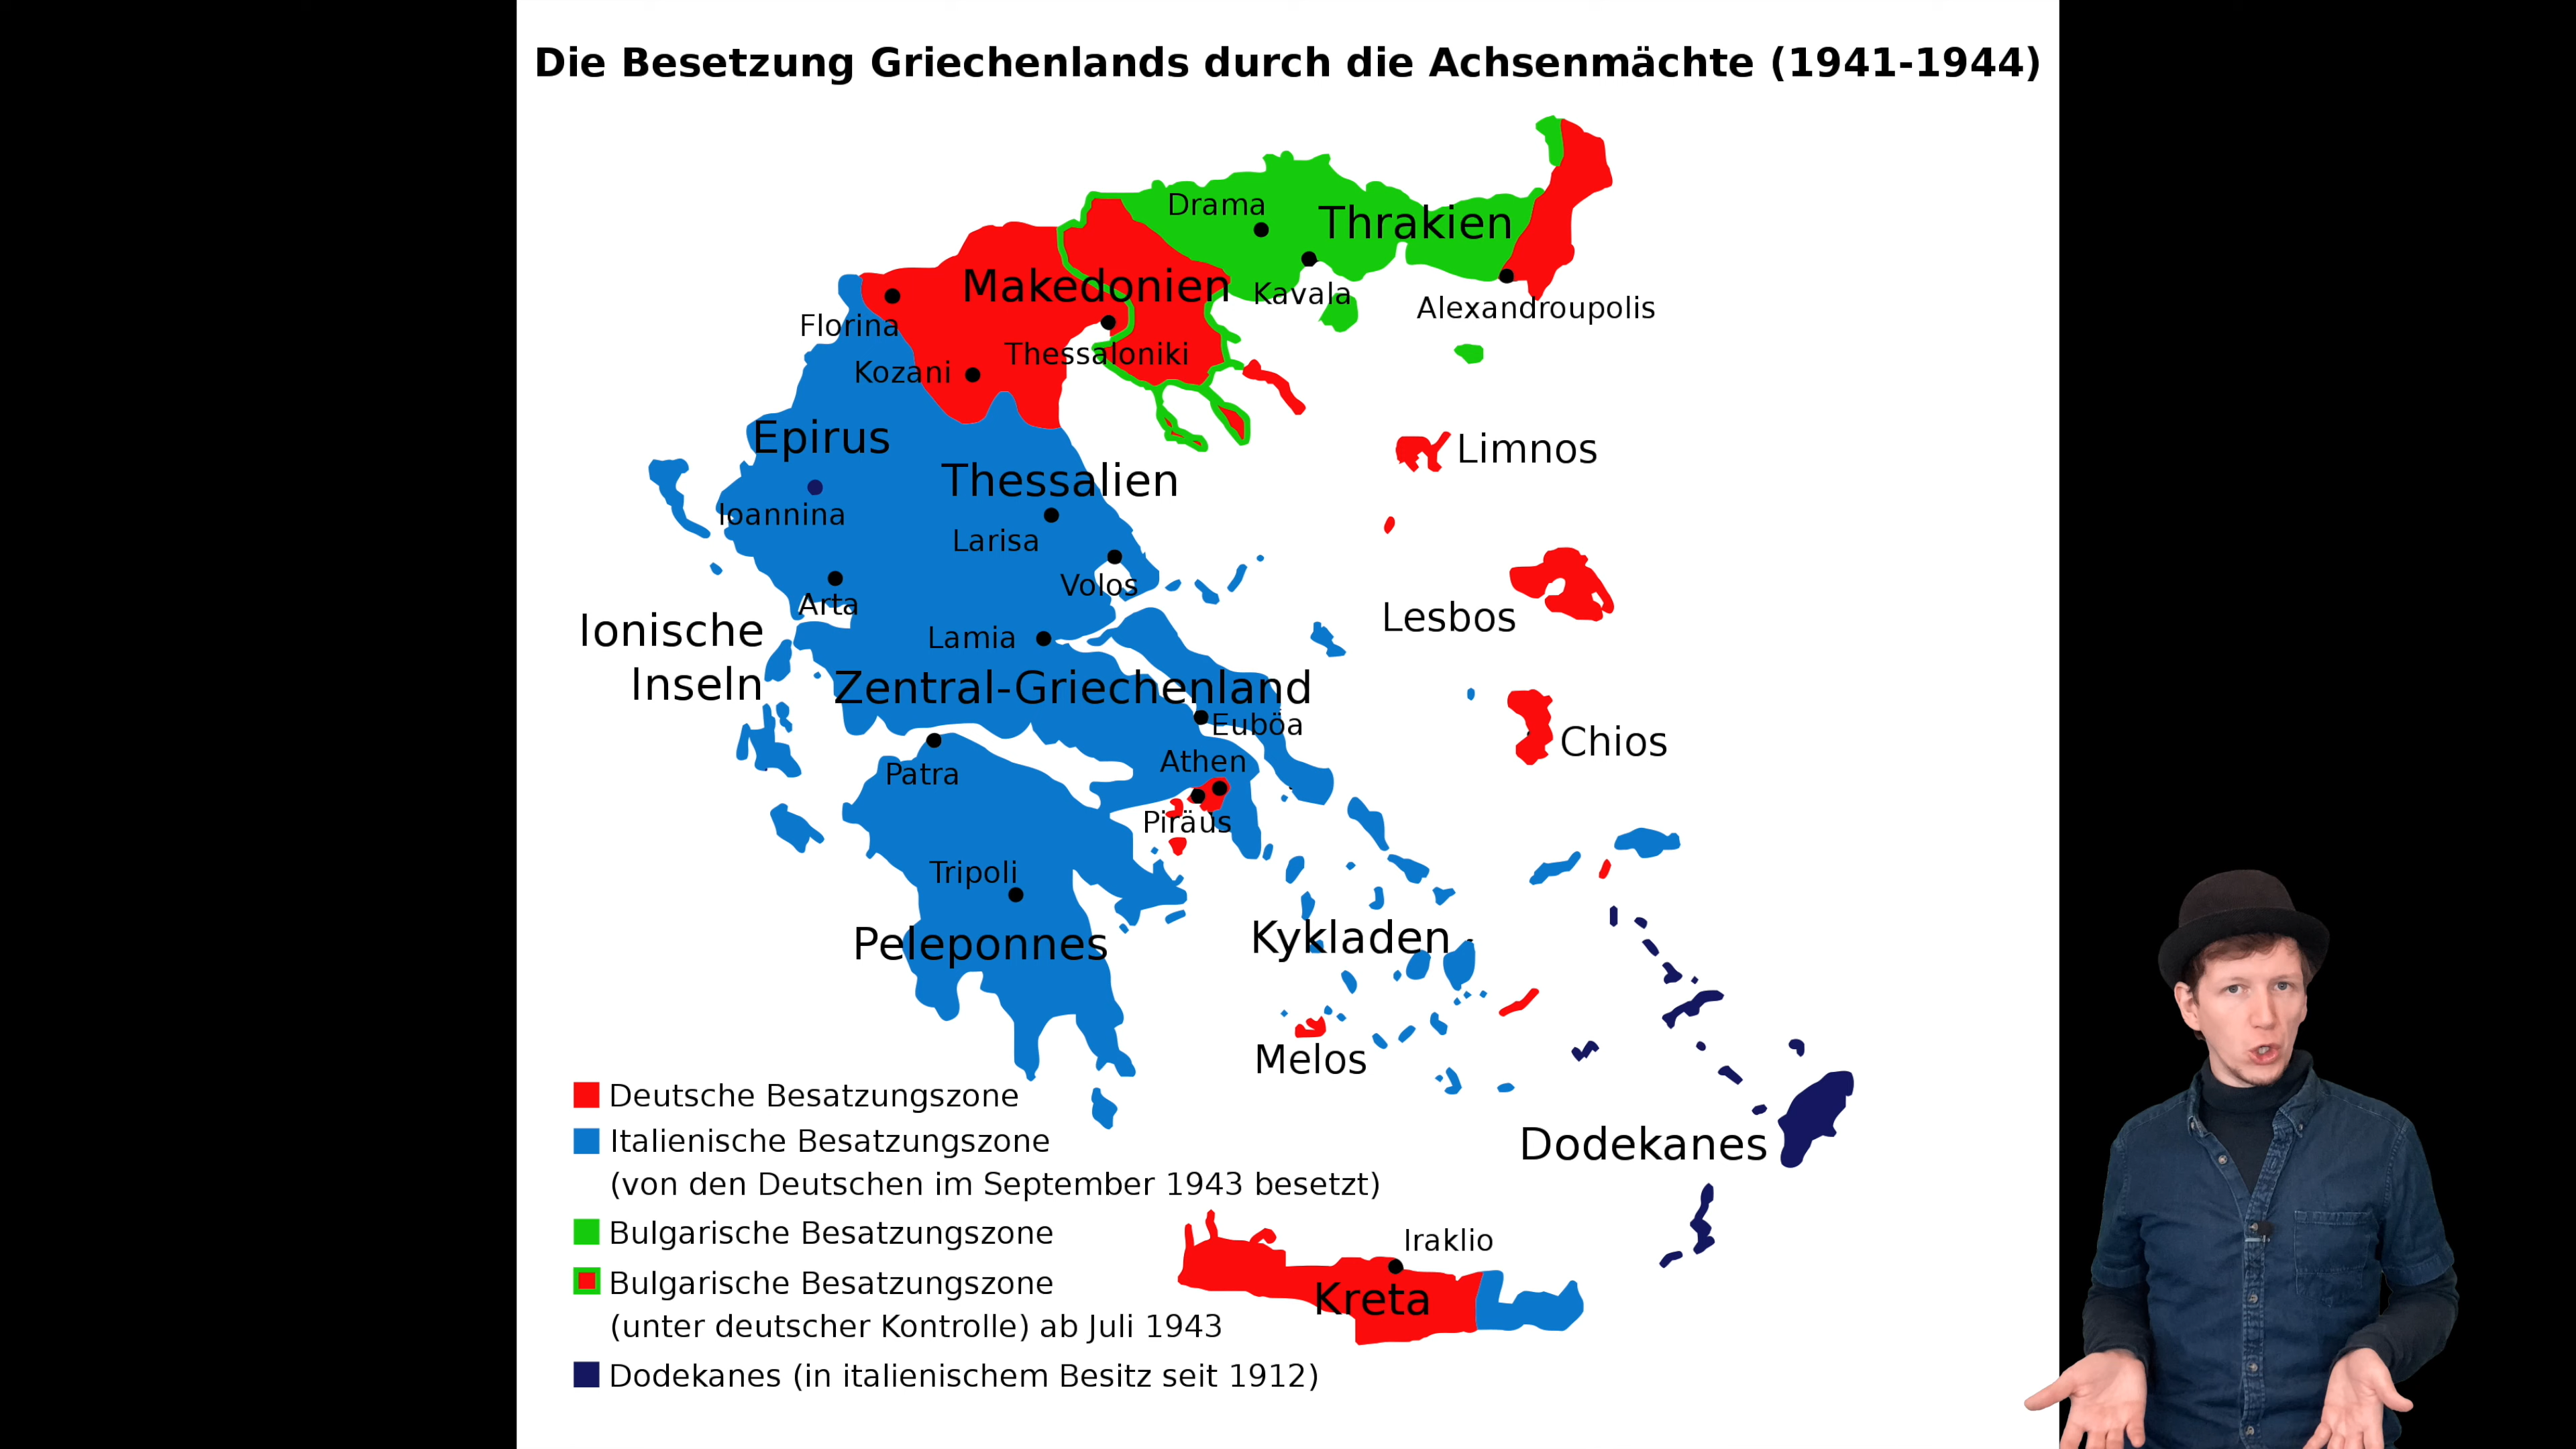 Die Besetzung Griechenlands durch die Achsenmächte (1941-1944)
Drama
Thrakien
Makedonien
Kavala
Alexandroupolis
Florina
Thessaloniki
Kozani
Epirus
Limnos
Thessalien
Ioannina
Larisa
Volos
Arta
Lesbos
Ionische
Inseln
Lamia
Zentral-Griechenland
Euböa
Chios
Athen
Patra
Piräus
Tripoli
Kykladen
Peleponnes
Melos
Dodekanes
Iraklio
Kreta
Deutsche Besatzungszone
Italienische Besatzungszone
(von den Deutschen im September 1943 besetzt)
Bulgarische Besatzungszone
Bulgarische Besatzungszone
(unter deutscher Kontrolle) ab Juli 1943
Dodekanes (in italienischem Besitz seit 1912)